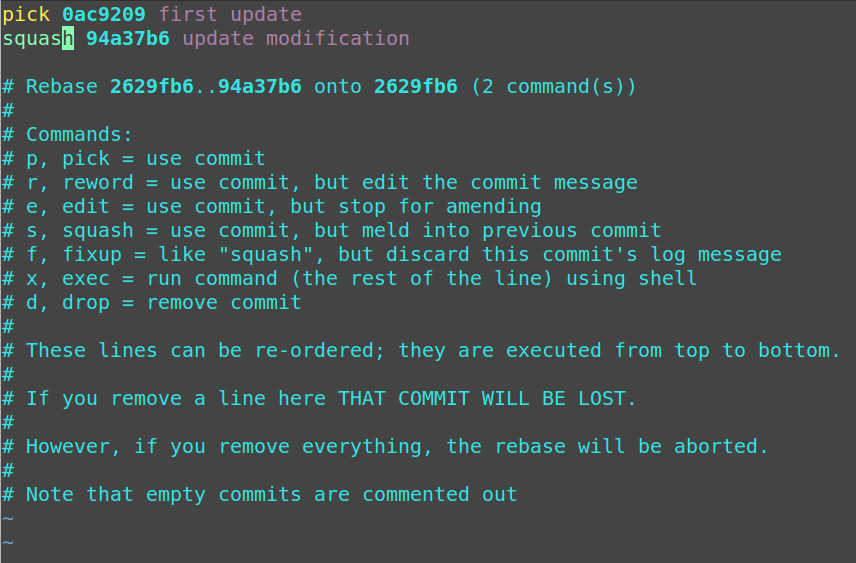 pick 0ac9209 first update
squash 94a37b6 update modification
# Rebase 2629fb6..94a37b6 onto 2629fb6 (2 command(s))
#
# Commands:
# p, pick = use commit
# r, reword = use commit, but edit the commit message
# e, edit = use commit, but stop for amending
# s, squash = use commit, but meld into previous commit
# f, fixup = like "squash", but discard this commit's log message
# x, exec = run command (the rest of the line) using shell
# d, drop = remove commit
#
# These lines can be re-ordered; they are executed from top to bottom.
#
# If you remove a line here THAT COMMIT WILL BE LOST.
#
# However, if you remove everything, the rebase will be aborted.
#
# Note that empty commits are commented out
~
~